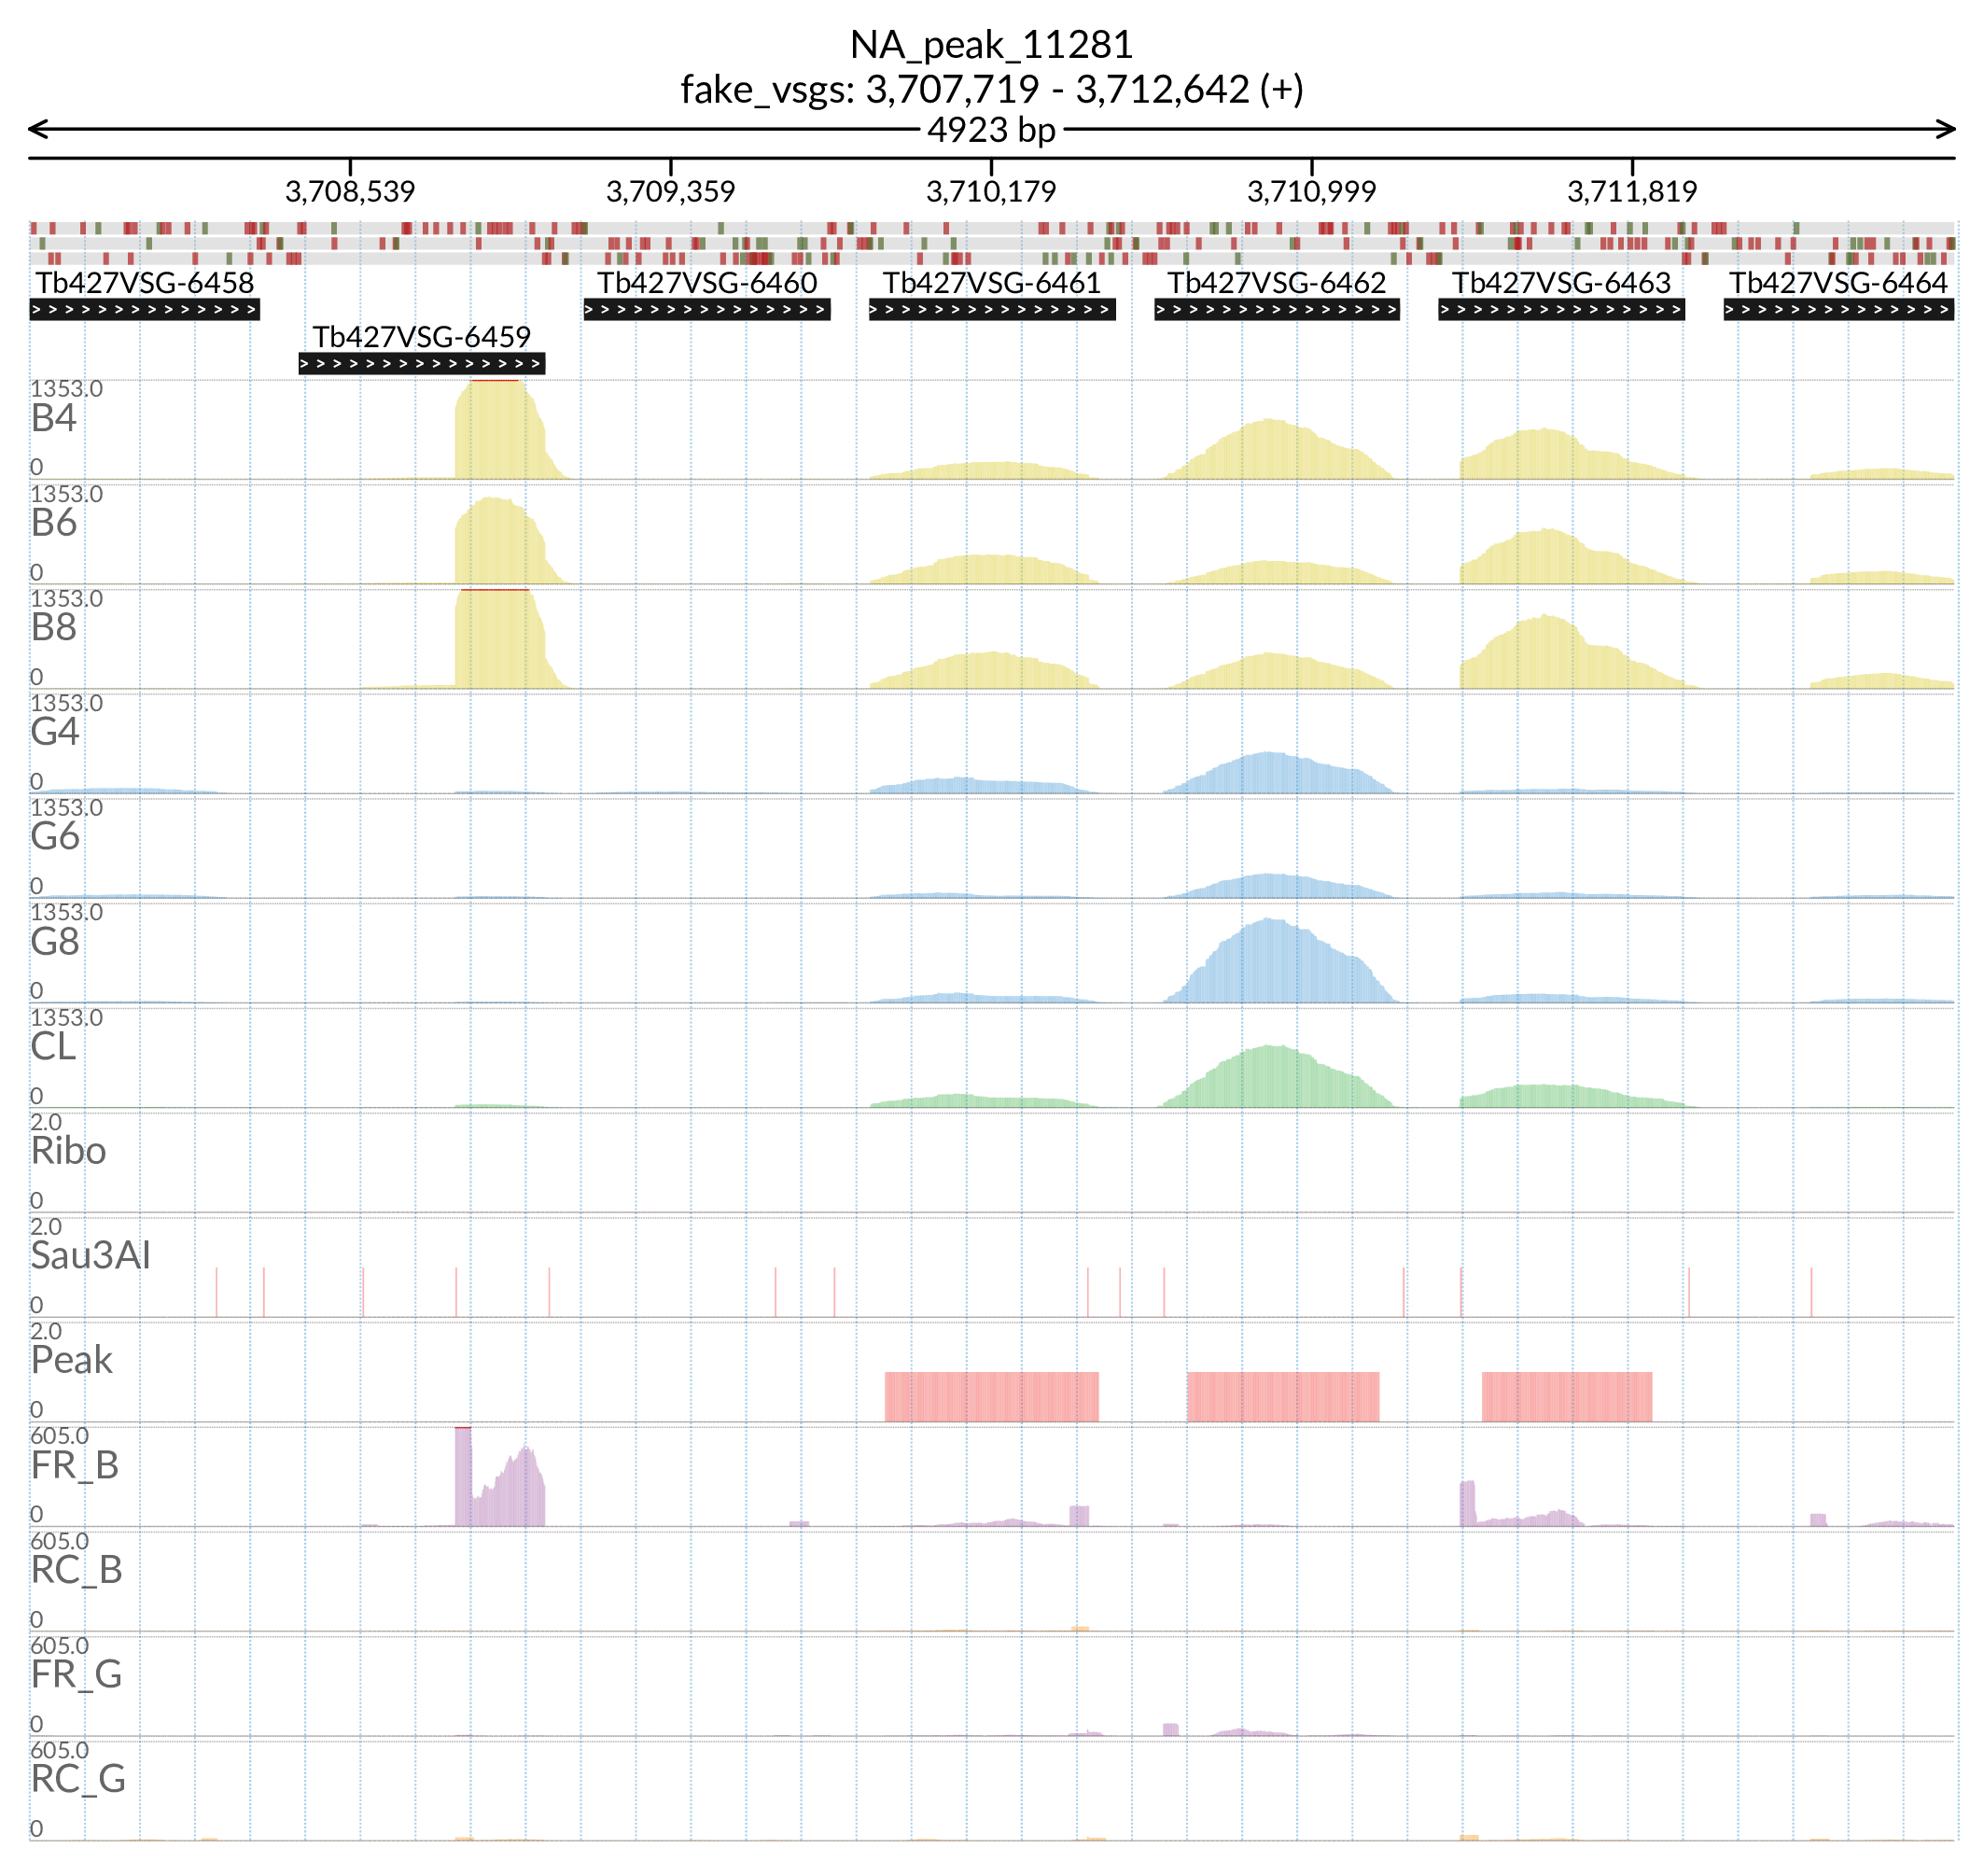 NA_peak_11281
fake_vsgs: 3,707,719 - 3,712,642 (+)
4923 bp
3,708,539 3,709,359 3,710,179 3,710,999 3,711,819
Tb427VSG-6458 Tb427VSG-6460 Tb427VSG-6461 Tb427VSG-6462 Tb427VSG-6463 Tb427VSG-6464
Tb427VSG-6459
1353.0
B4
0
1353.0
B6
0
1353.0
B8
0
1353.0
G4
0
1353.0
G6
0
1353.0
G8
0
1353.0
CL
0
2.0
Ribo
0
2.0
Sau3AI
0
2.0
Peak
0
605.0
FR_B
0
605.0
RC_B
0
605.0
FR_G
0
605.0
RC_G
0